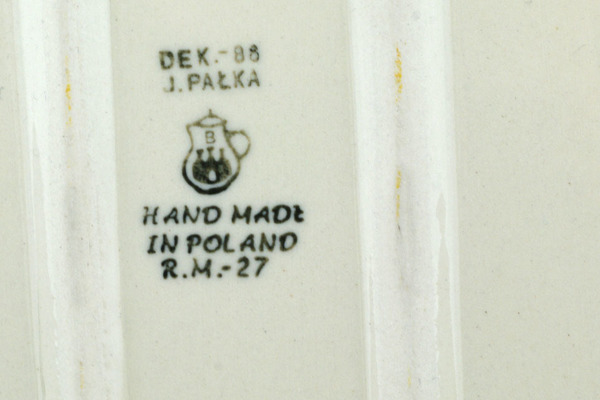 DEK.-88
J.PAŁKA
B
HAND MADE
IN POLAND
R.M.-27